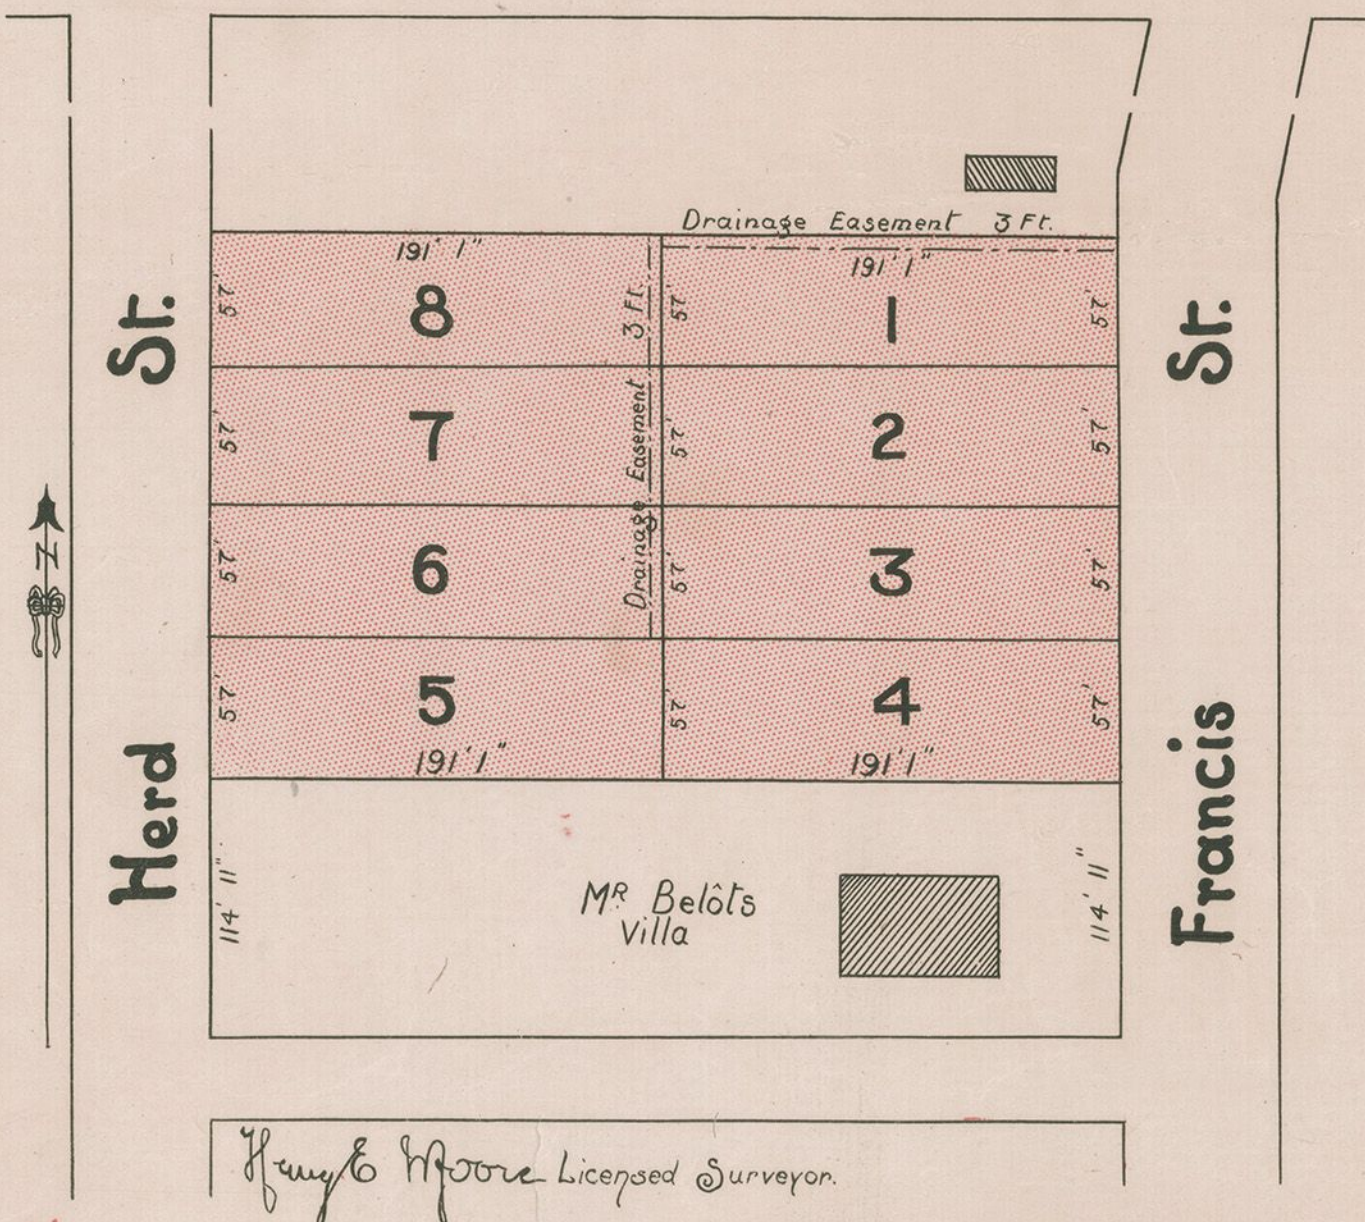 Drainage Easement 3 Ft.
191' 1"
191' 1"
57'
8
3 Ft.
57'
1
57'
St.
St.
57'
7
Drainage Easement
57'
2
57'
N
57'
6
57'
3
57'
57'
5
57'
4
57'
191' 1"
191' 1"
Herd
Francis
114' 11"
Mʀ Belôts
Villa
114' 11"
Henry E Moore Licensed Surveyor.